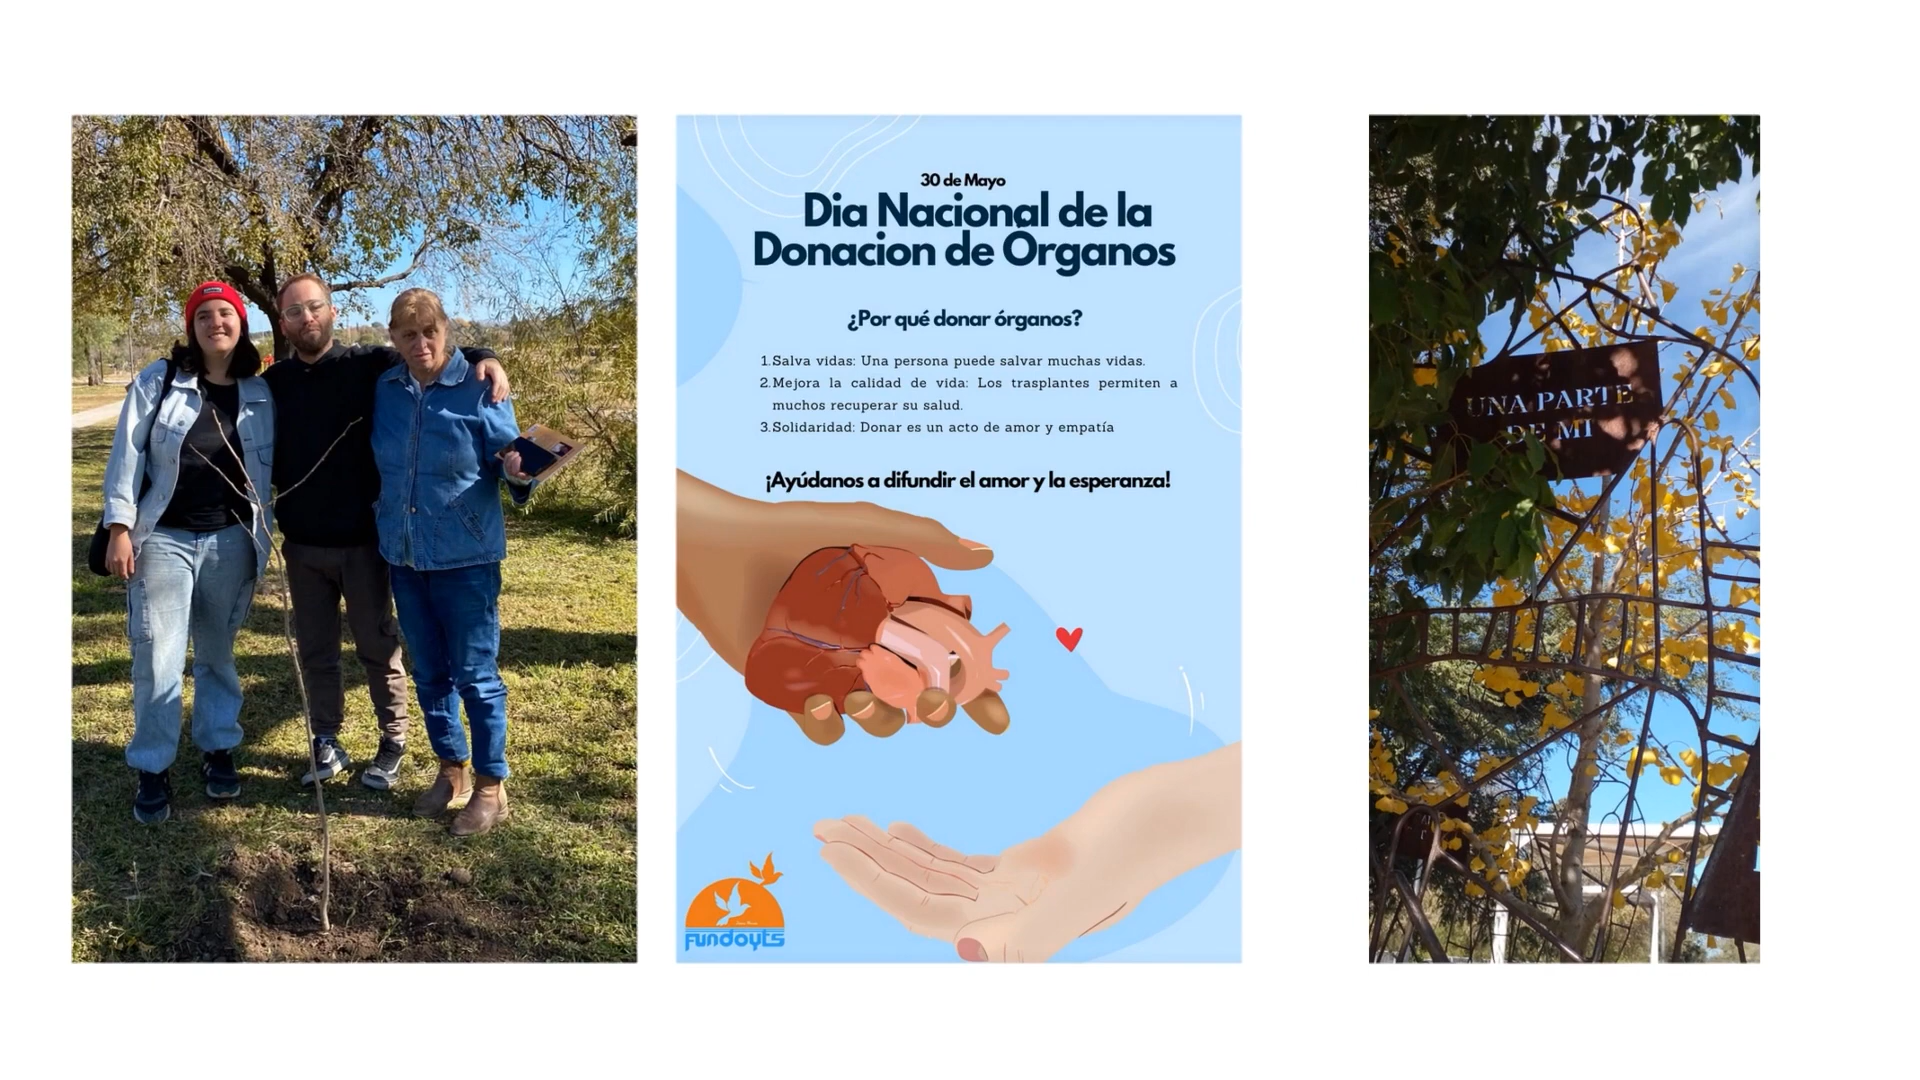 30 de Mayo
Dia Nacional de la
Donacion de Órganos
¿Por qué donar órganos?
1.Salva vidas: Una persona puede salvar muchas vidas.
2.Mejora la calidad de vida: Los trasplantes permiten a
muchos recuperar su salud.
3.Solidaridad: Donar es un acto de amor y empatía
¡Ayúdanos a difundir el amor y la esperanza!
Fundoyts
UNA PARTE
DE MI